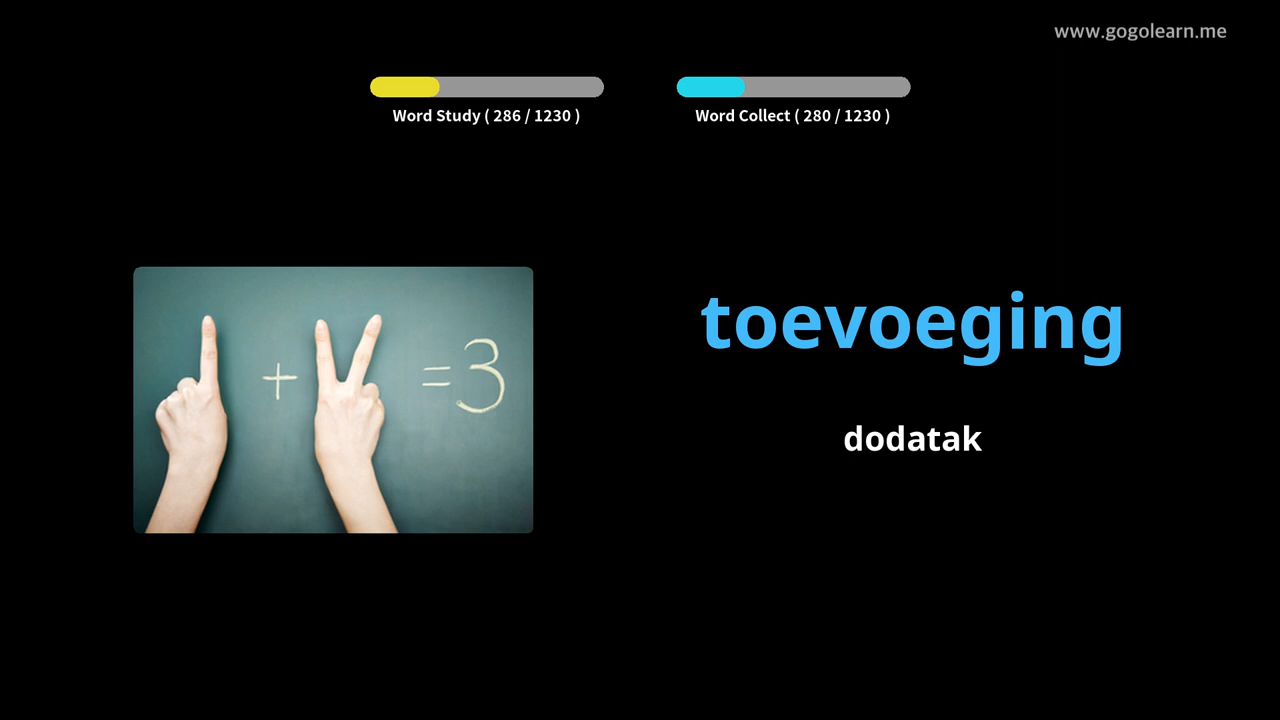 www.gogolearn.me
Word Study ( 286 / 1230 )
Word Collect ( 280 / 1230 )
+ =3
toevoeging
dodatak